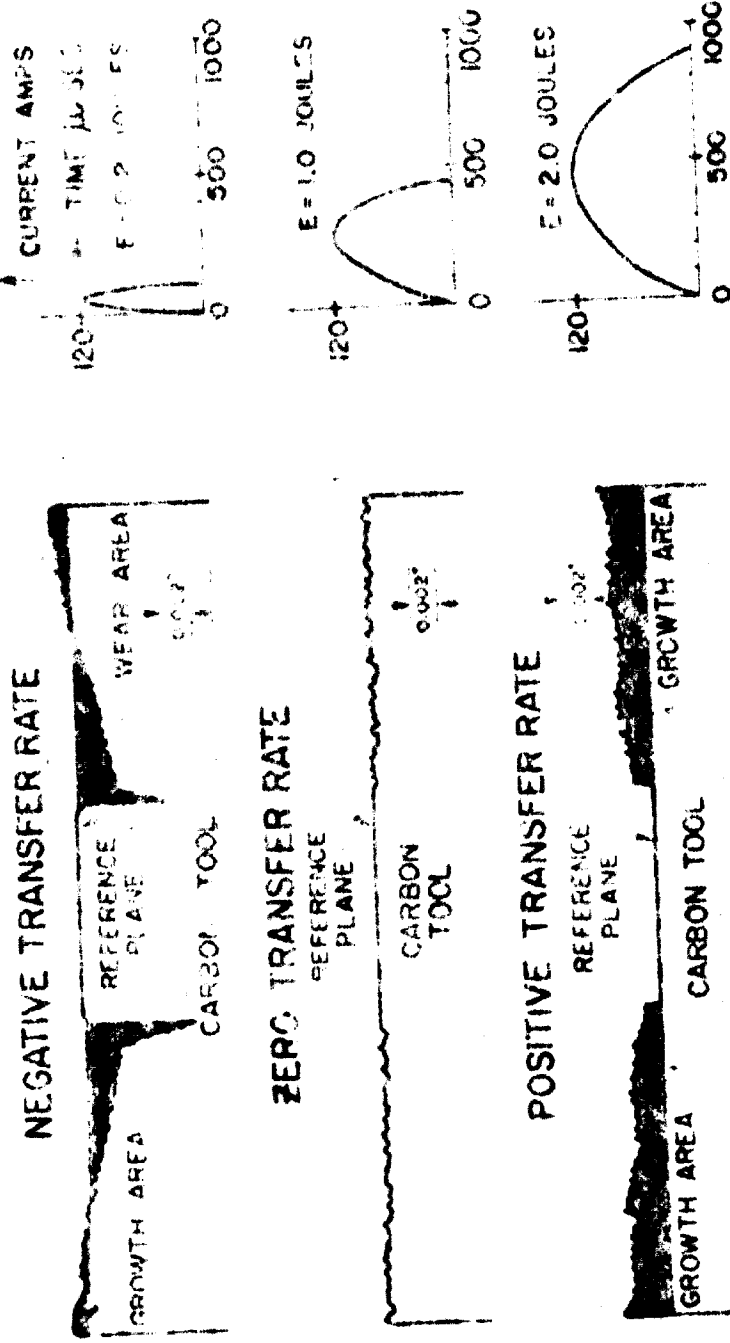 NEGATIVE TRANSFER RATE
GROWTH AREA
REFERENCE
PLANE
WEAR AREA
CARBON TOOL
CURRENT AMPS
TIME
120
0
500
1000
ZERO TRANSFER RATE
REFERENCE
PLANE
CARBON
TOOL
0.002"
E = 1.0 JOULES
120
0
500
1000
POSITIVE TRANSFER RATE
REFERENCE
PLANE
.002"
GROWTH AREA
CARBON TOOL
GROWTH AREA
E = 2.0 JOULES
120
0
500
1000